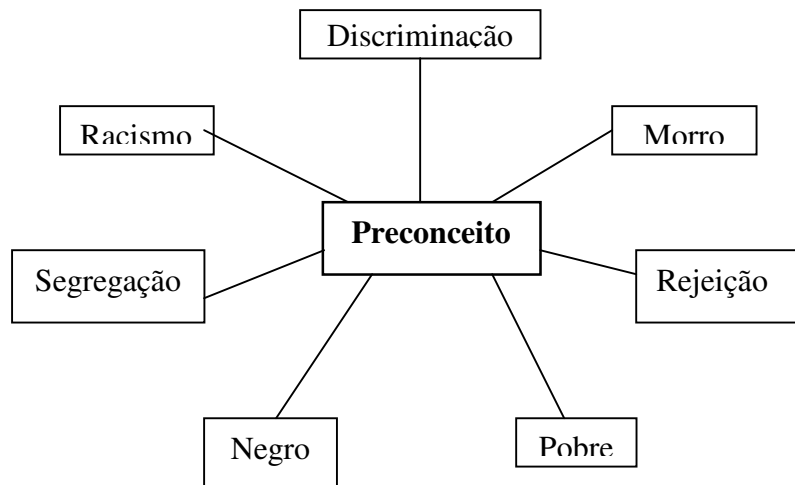 Discriminação
Racismo
Morro
Preconceito
Segregação
Rejeição
Negro
Pobre